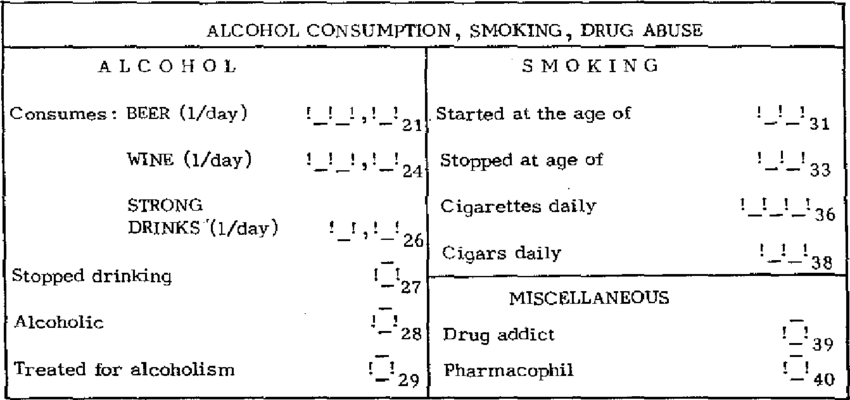 ALCOHOL CONSUMPTION, SMOKING, DRUG ABUSE
ALCOHOL
Consumes: BEER (1/day) !_!_!,!_!21
WINE (1/day) !_!_!,!_!24
STRONG
DRINKS (1/day) !_!,!_!26
Stopped drinking !_!27
Alcoholic !_!28
Treated for alcoholism !_!29
SMOKING
Started at the age of !_!_!31
Stopped at age of !_!_!33
Cigarettes daily !_!_!_!36
Cigars daily !_!_!38
MISCELLANEOUS
Drug addict !_!39
Pharmacophil !_!40